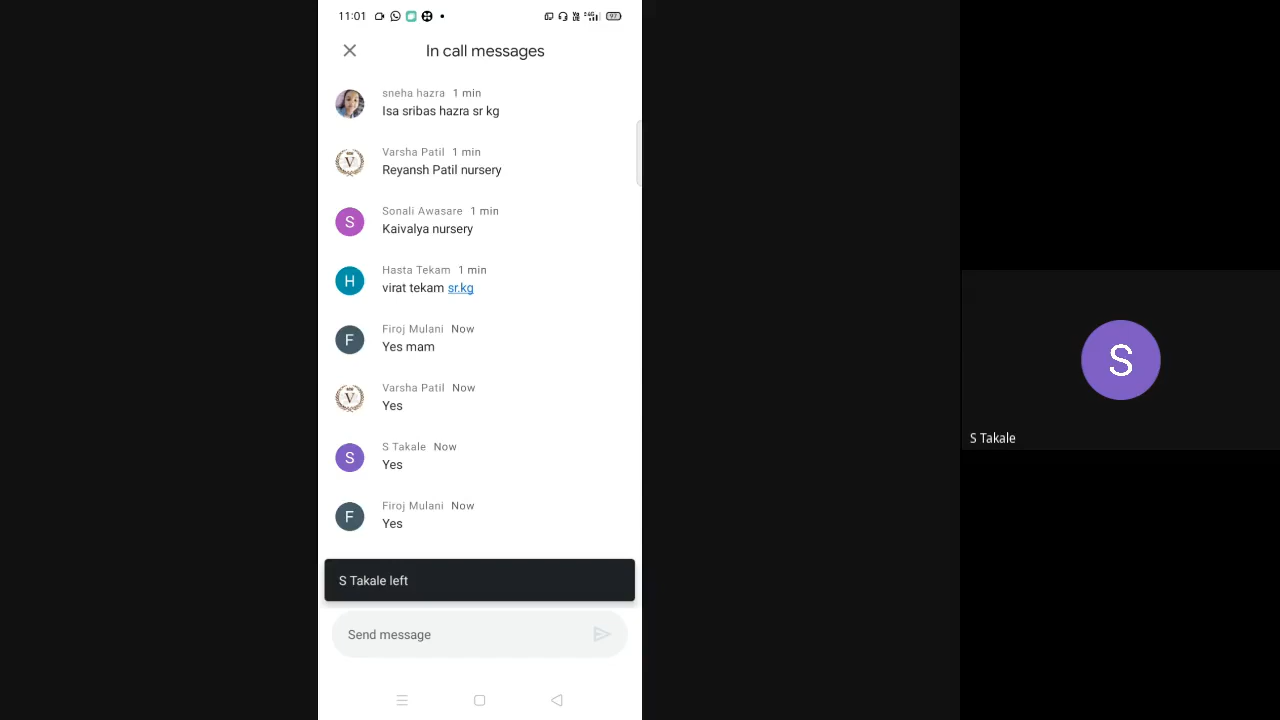 11:01
97
In call messages
sneha hazra 1 min
Isa sribas hazra sr kg
Varsha Patil 1 min
V
Reyansh Patil nursery
Sonali Awasare 1 min
S
Kaivalya nursery
Hasta Tekam 1 min
H
virat tekam sr.kg
Firoj Mulani Now
F
Yes mam
Varsha Patil Now
V
Yes
S Takale Now
S
Yes
Firoj Mulani Now
F
Yes
S Takale left
Send message
S
S Takale